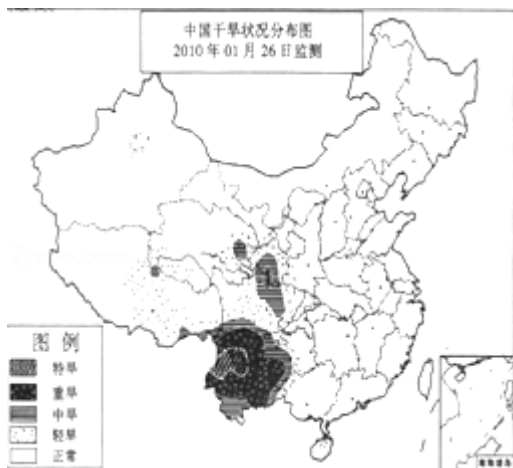 中国干旱状况分布图
2010年01月26日监测
图 例
特旱
重旱
中旱
轻旱
正常